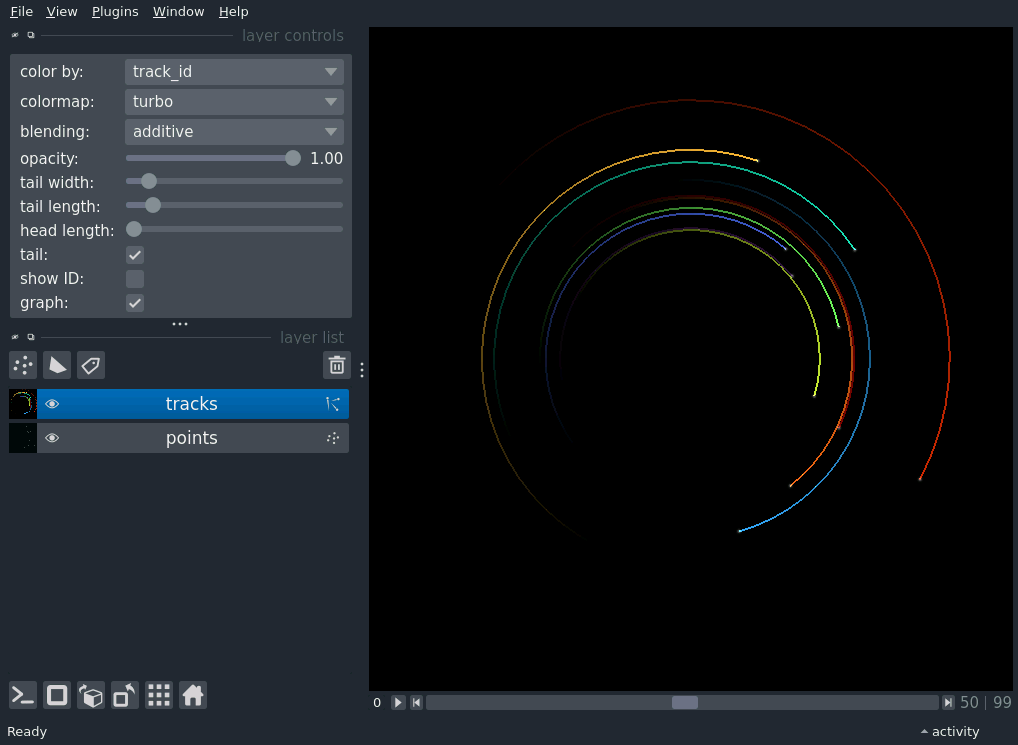 File View Plugins Window Help
layer controls
color by: track_id
colormap: turbo
blending: additive
opacity: 1.00
tail width:
tail length:
head length:
tail:
show ID:
graph:
layer list
tracks
points
0 50 | 99
Ready activity